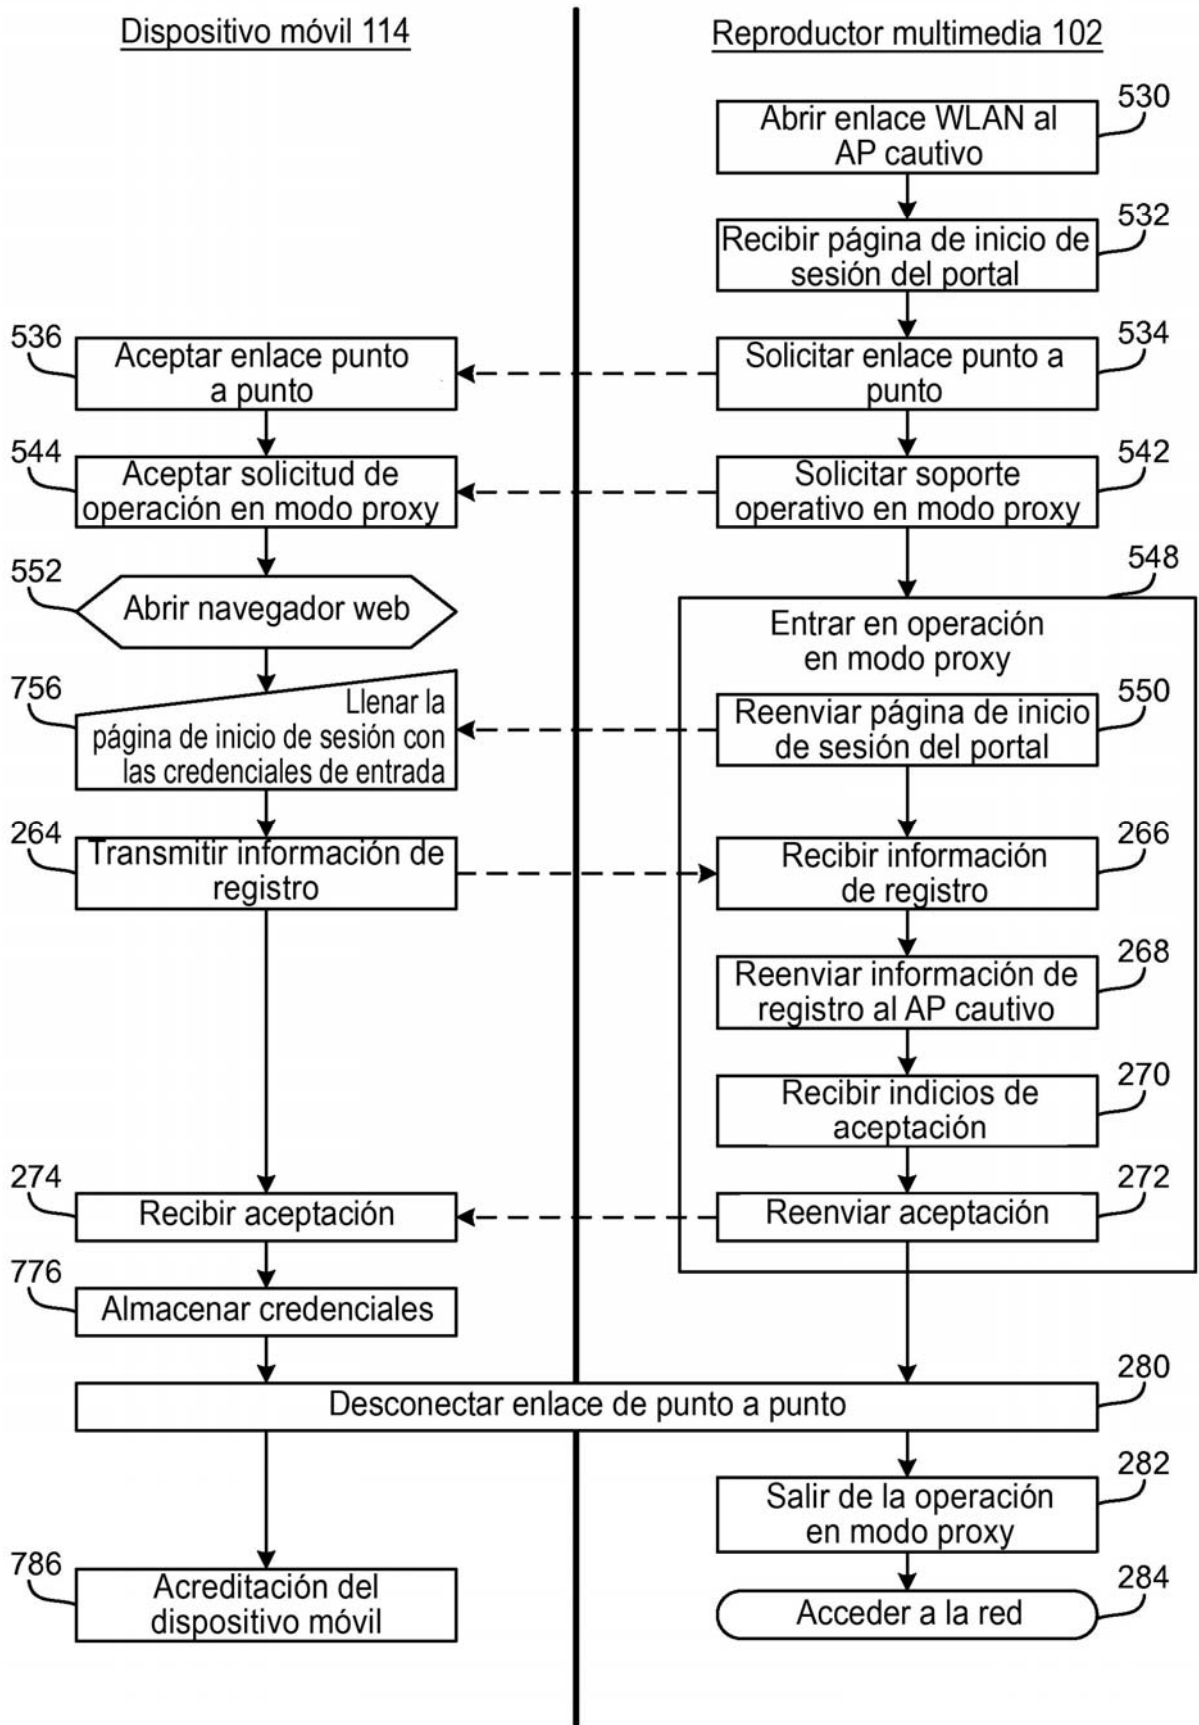 Dispositivo móvil 114
Reproductor multimedia 102
530
Abrir enlace WLAN al
AP cautivo
532
Recibir página de inicio de
sesión del portal
536
Aceptar enlace punto
a punto
534
Solicitar enlace punto a
punto
544
Aceptar solicitud de
operación en modo proxy
542
Solicitar soporte
operativo en modo proxy
552
Abrir navegador web
548
Entrar en operación
en modo proxy
756
Llenar la
página de inicio de sesión con
las credenciales de entrada
550
Reenviar página de inicio
de sesión del portal
264
Transmitir información de
registro
266
Recibir información
de registro
268
Reenviar información de
registro al AP cautivo
270
Recibir indicios de
aceptación
274
Recibir aceptación
272
Reenviar aceptación
776
Almacenar credenciales
280
Desconectar enlace de punto a punto
282
Salir de la operación
en modo proxy
786
Acreditación del
dispositivo móvil
284
Acceder a la red